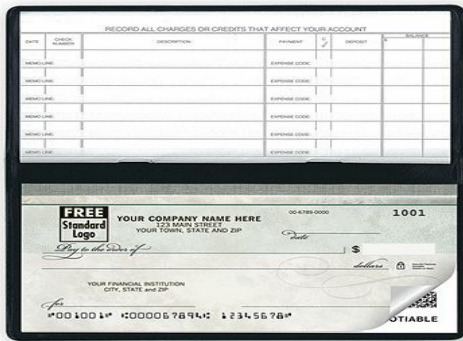 RECORD ALL CHARGES OR CREDITS THAT AFFECT YOUR ACCOUNT
DATE CHECK NUMBER DESCRIPTION PAYMENT DEPOSIT BALANCE
$ $
MEMO LINE: EXPENSE CODE:
MEMO LINE: EXPENSE CODE:
MEMO LINE: EXPENSE CODE:
MEMO LINE: EXPENSE CODE:
MEMO LINE: EXPENSE CODE:
MEMO LINE: EXPENSE CODE:
FREE
Standard
Logo
YOUR COMPANY NAME HERE
123 MAIN STREET
YOUR TOWN, STATE AND ZIP
00-6789-0000
1001
date
Pay to the order of
$
dollars
YOUR FINANCIAL INSTITUTION
CITY, STATE and ZIP
for
⑈001001⑈ ⑆000067894⑆ 12345678⑈
OTIABLE